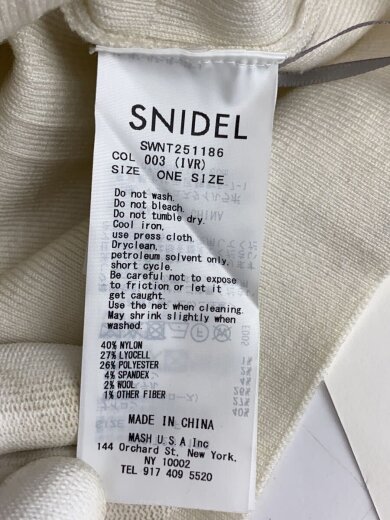 SNIDEL
SWNT251186
COL 003 (IVR)
SIZE ONE SIZE
Do not wash.
Do not bleach.
Do not tumble dry.
Cool iron,
use press cloth.
Dryclean,
petroleum solvent only,
short cycle.
Be careful not to expose
to friction or let it
get caught.
Use the net when cleaning.
May shrink slightly when
washed.
40% NYLON
27% LYOCELL
26% POLYESTER
4% SPANDEX
2% WOOL
1% OTHER FIBER
MADE IN CHINA
MASH U.S.A Inc
144 Orchard St, New York,
NY 10002
TEL 917 409 5520